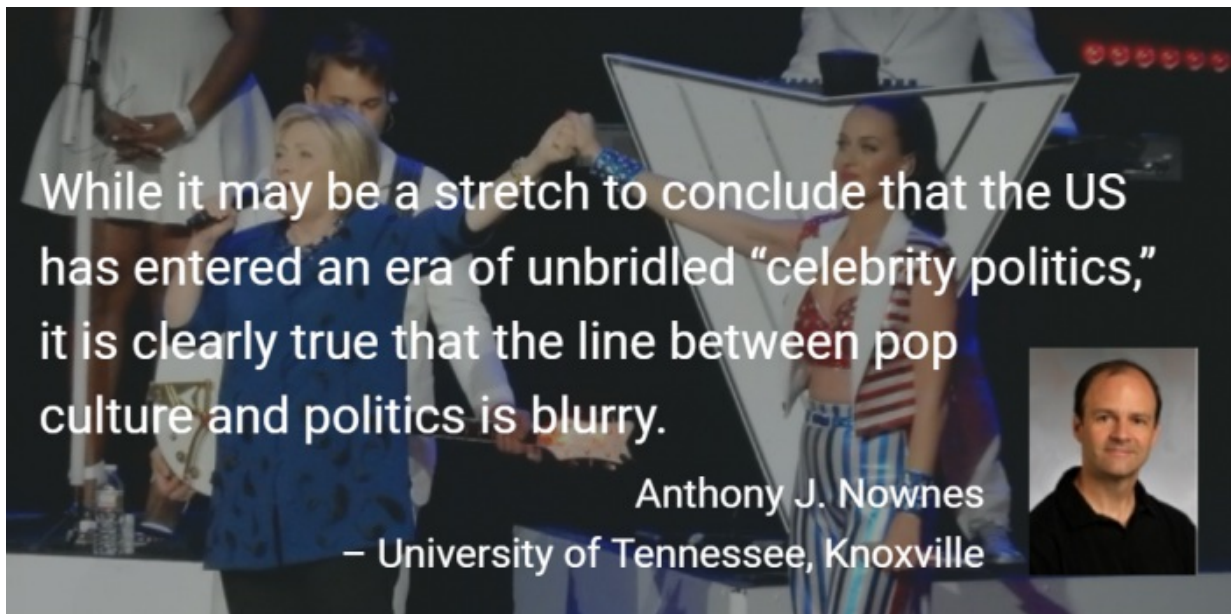 While it may be a stretch to conclude that the US
has entered an era of unbridled “celebrity politics,”
it is clearly true that the line between pop
culture and politics is blurry.
Anthony J. Nownes
– University of Tennessee, Knoxville